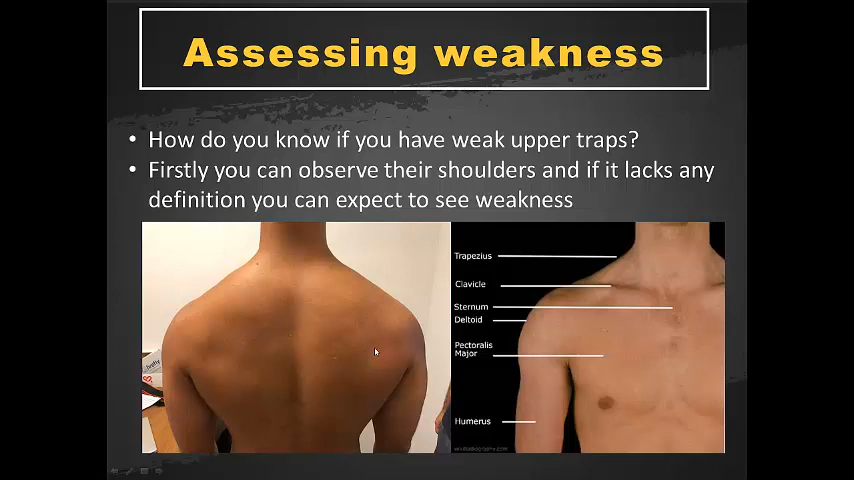 Assessing weakness
• How do you know if you have weak upper traps?
• Firstly you can observe their shoulders and if it lacks any
definition you can expect to see weakness
Trapezius
Clavicle
Sternum
Deltoid
Pectoralis
Major
Humerus